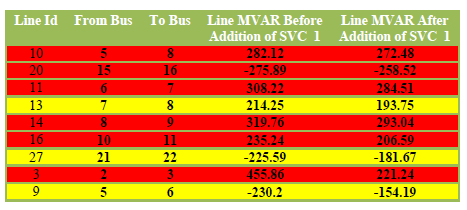 Line Id From Bus To Bus Line MVAR Before Addition of SVC_1 Line MVAR After Addition of SVC_1
10 5 8 282.12 272.48
20 15 16 -275.89 -258.52
11 6 7 308.22 284.51
13 7 8 214.25 193.75
14 8 9 319.76 293.04
16 10 11 235.24 206.59
27 21 22 -225.59 -181.67
3 2 3 455.86 221.24
9 5 6 -230.2 -154.19